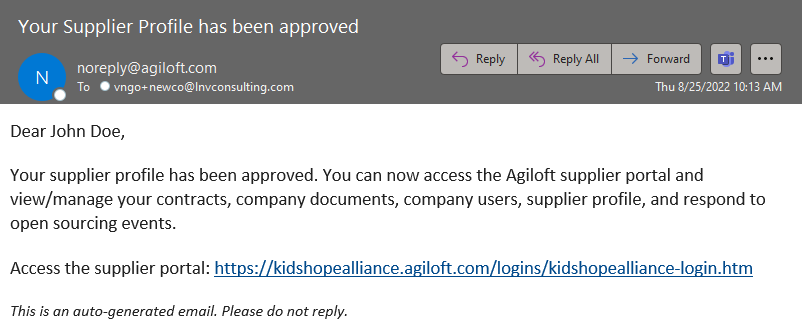 Your Supplier Profile has been approved
N
noreply@agiloft.com
To vngo+newco@lnvconsulting.com
Reply
Reply All
Forward
Thu 8/25/2022 10:13 AM
Dear John Doe,
Your supplier profile has been approved. You can now access the Agiloft supplier portal and
view/manage your contracts, company documents, company users, supplier profile, and respond to
open sourcing events.
Access the supplier portal: https://kidshopealliance.agiloft.com/logins/kidshopealliance-login.htm
This is an auto-generated email. Please do not reply.